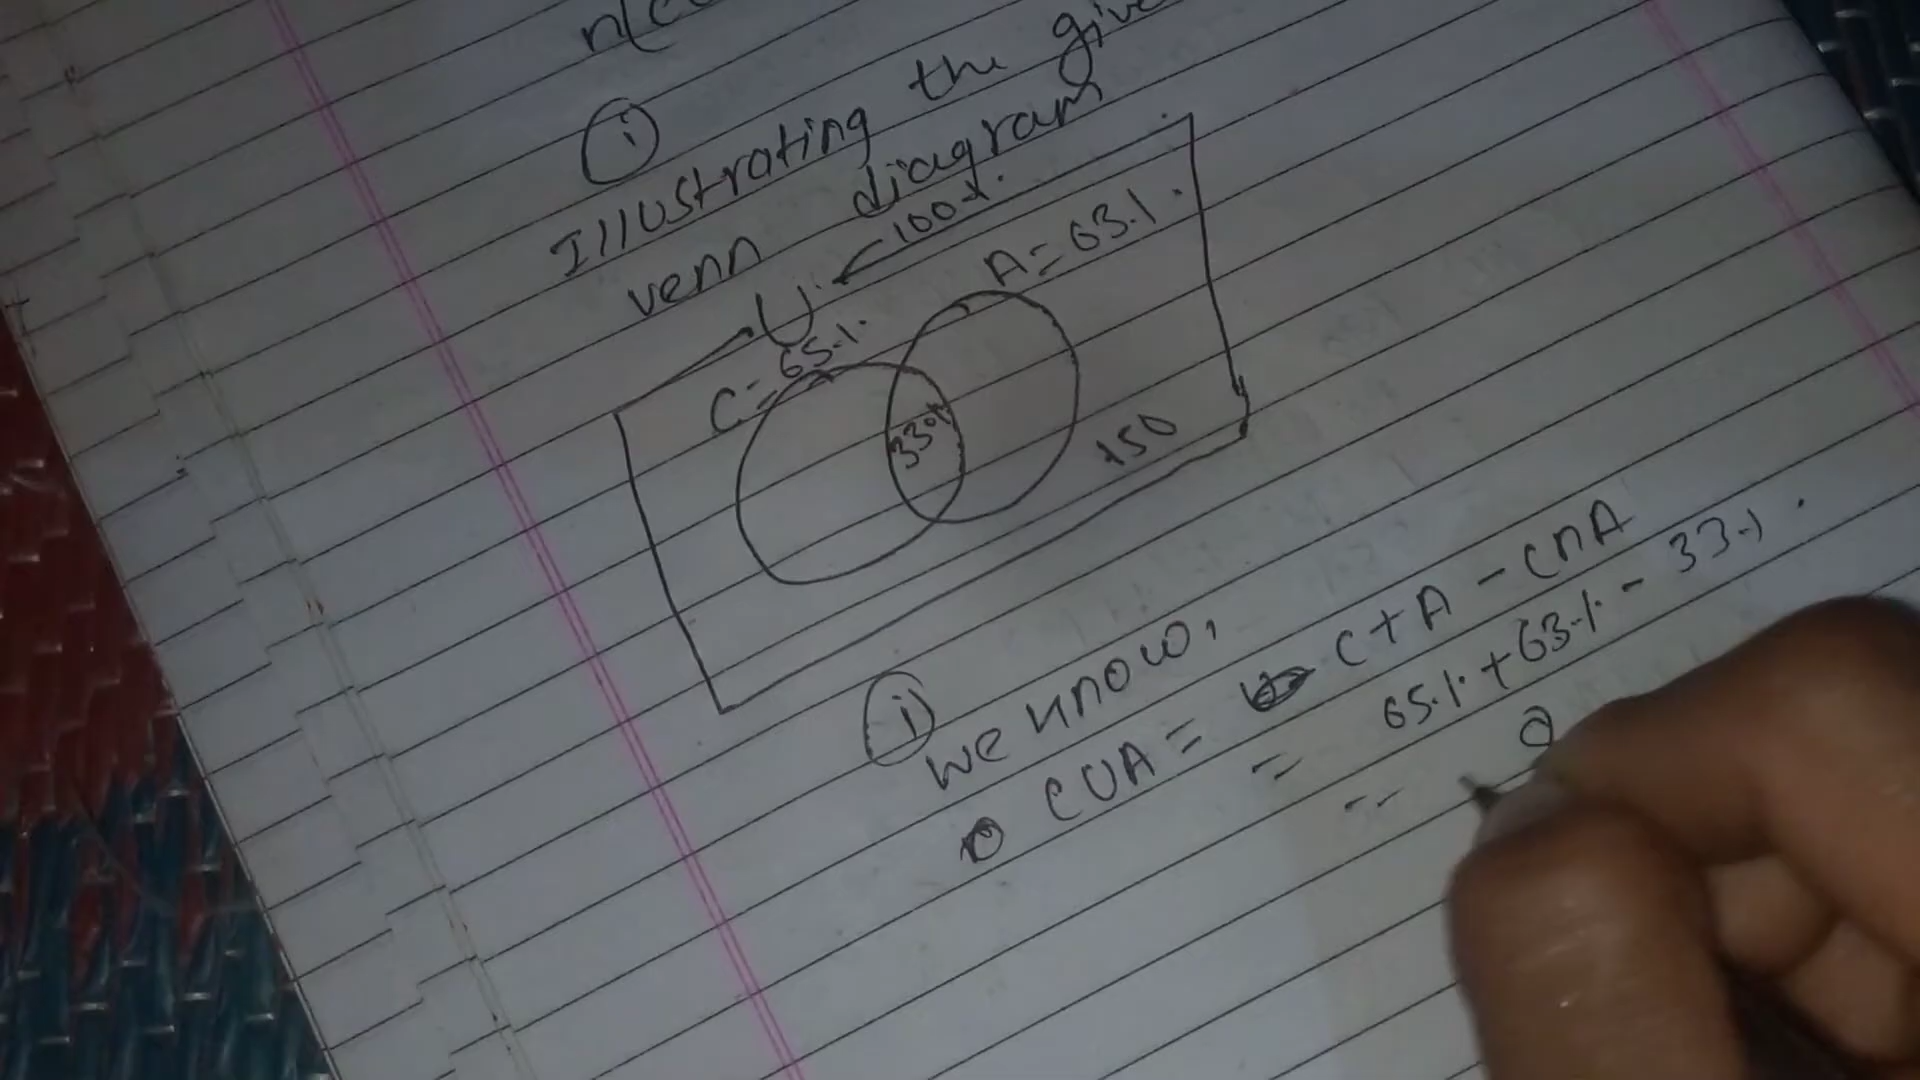 n(C
i
Illustrating the give
venn diagram
U 100%.
A = 63%.
C = 65%.
33%
150
i
We know,
C∪A = C+A - C∩A
= 65%. + 63%. - 33%.
=